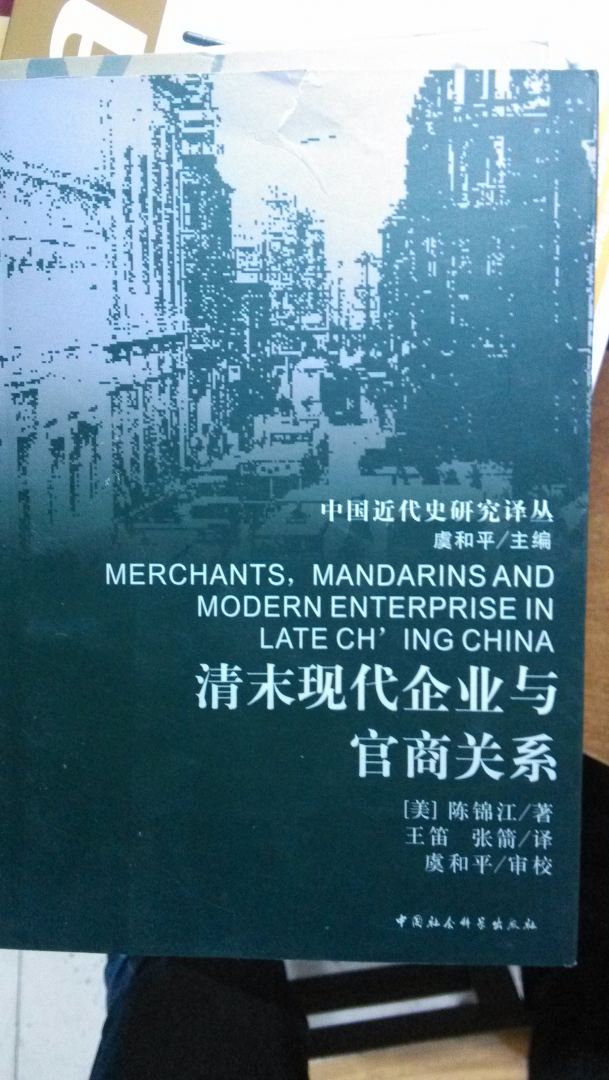 中国近代史研究译丛
虞和平/主编
MERCHANTS, MANDARINS AND
MODERN ENTERPRISE IN
LATE CH'ING CHINA
清末现代企业与
官商关系
[美] 陈锦江/著
王笛 张箭/译
虞和平/审校
中国社会科学出版社